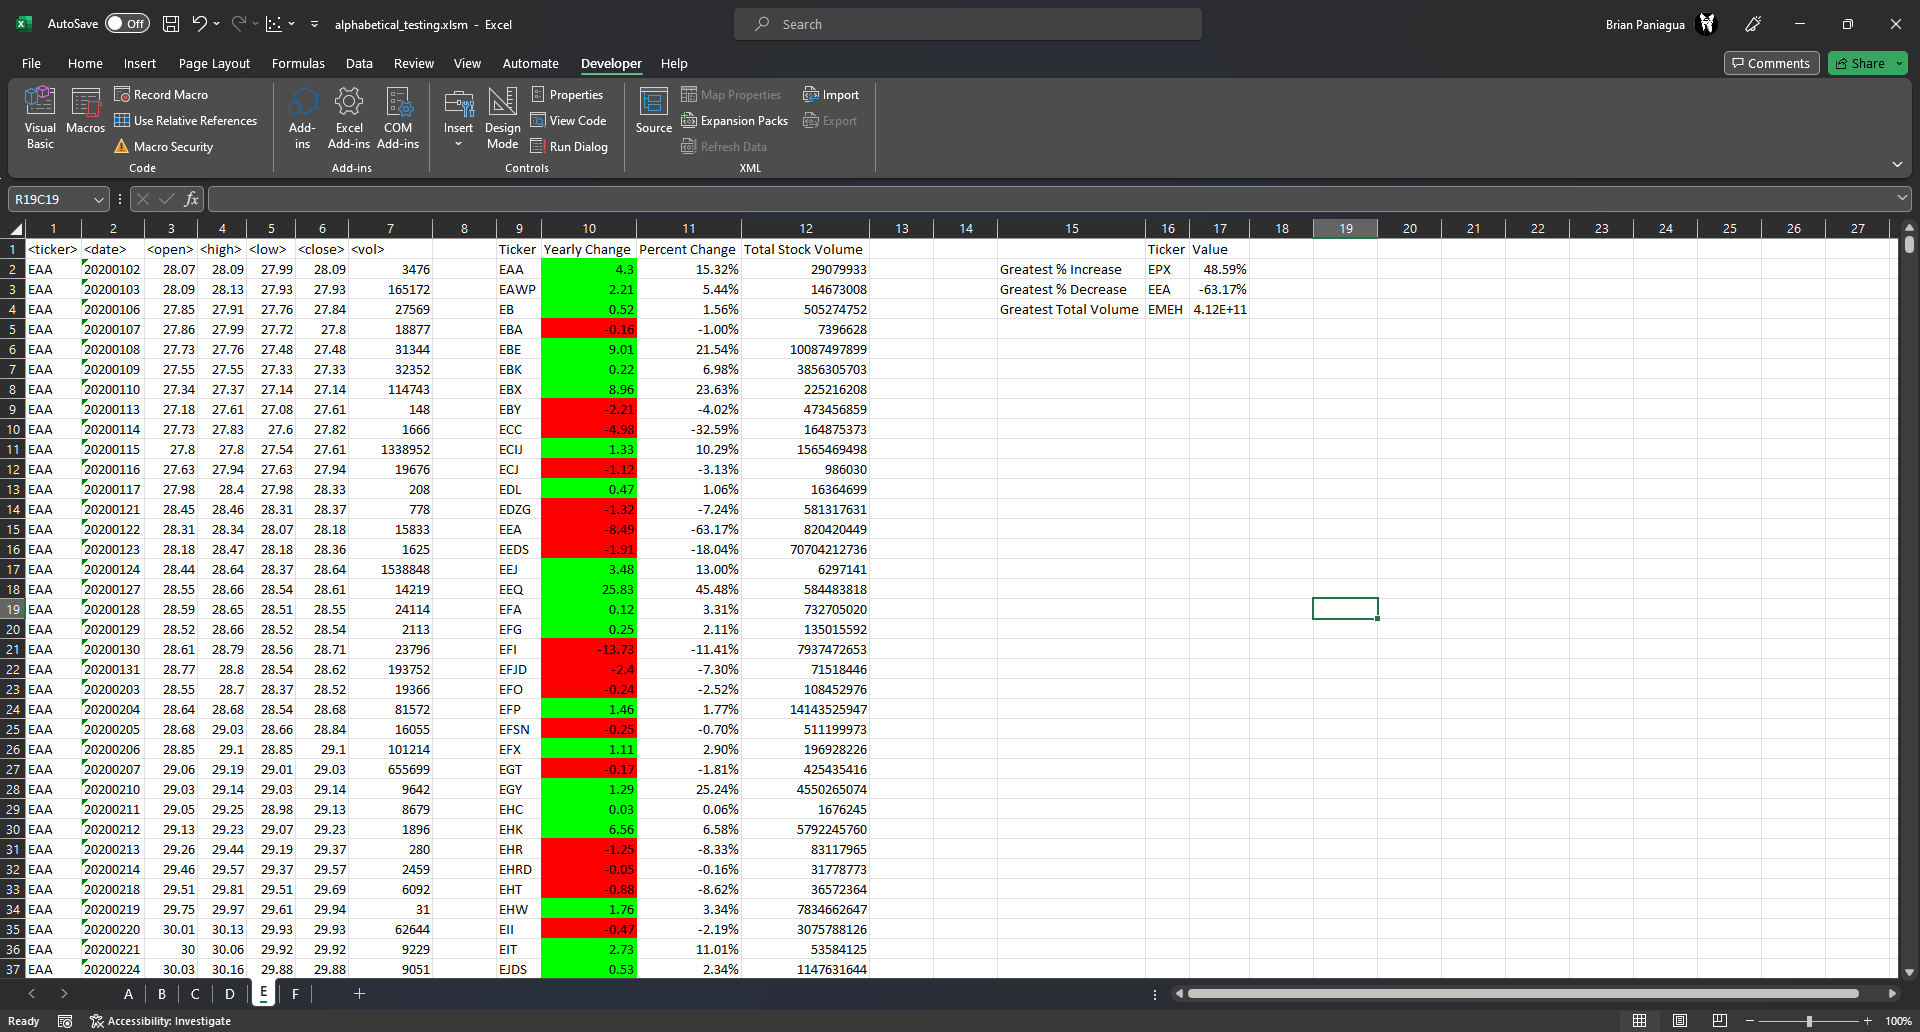 AutoSave Off alphabetical_testing.xlsm - Excel Search Brian Paniagua
File Home Insert Page Layout Formulas Data Review View Automate Developer Help Comments Share
Visual Basic
Macros
Record Macro
Use Relative References
Macro Security
Code
Add-ins
Excel Add-ins
COM Add-ins
Add-ins
Insert
Design Mode
Properties
View Code
Run Dialog
Controls
Source
Map Properties
Expansion Packs
Refresh Data
Import
Export
XML
R19C19 fx
1 2 3 4 5 6 7 8 9 10 11 12 13 14 15 16 17 18 19 20 21 22 23 24 25 26 27
1 <ticker> <date> <open> <high> <low> <close> <vol> Ticker Yearly Change Percent Change Total Stock Volume Ticker Value
2 EAA 20200102 28.07 28.09 27.99 28.09 3476 EAA 4.3 15.32% 29079933 Greatest % Increase EPX 48.59%
3 EAA 20200103 28.09 28.13 27.93 27.93 165172 EAWP 2.21 5.44% 14673008 Greatest % Decrease EEA -63.17%
4 EAA 20200106 27.85 27.91 27.76 27.84 27569 EB 0.52 1.56% 505274752 Greatest Total Volume EMEH 4.12E+11
5 EAA 20200107 27.86 27.99 27.72 27.8 18877 EBA -0.16 -1.00% 7396628
6 EAA 20200108 27.73 27.76 27.48 27.48 31344 EBE 9.01 21.54% 10087497899
7 EAA 20200109 27.55 27.55 27.33 27.33 32352 EBK 0.22 6.98% 3856305703
8 EAA 20200110 27.34 27.37 27.14 27.14 114743 EBX 8.96 23.63% 225216208
9 EAA 20200113 27.18 27.61 27.08 27.61 148 EBY -2.21 -4.02% 473456859
10 EAA 20200114 27.73 27.83 27.6 27.82 1666 ECC -4.98 -32.59% 164875373
11 EAA 20200115 27.8 27.8 27.54 27.61 1338952 ECIJ 1.33 10.29% 1565469498
12 EAA 20200116 27.63 27.94 27.63 27.94 19676 ECJ -1.12 -3.13% 986030
13 EAA 20200117 27.98 28.4 27.98 28.33 208 EDL 0.47 1.06% 16364699
14 EAA 20200121 28.45 28.46 28.31 28.37 778 EDZG -1.32 -7.24% 581317631
15 EAA 20200122 28.31 28.34 28.07 28.18 15833 EEA -8.49 -63.17% 820420449
16 EAA 20200123 28.18 28.47 28.18 28.36 1625 EEDS -1.91 -18.04% 70704212736
17 EAA 20200124 28.44 28.64 28.37 28.64 1538848 EEJ 3.48 13.00% 6297141
18 EAA 20200127 28.55 28.66 28.54 28.61 14219 EEQ 25.83 45.48% 584483818
19 EAA 20200128 28.59 28.65 28.51 28.55 24114 EFA 0.12 3.31% 732705020
20 EAA 20200129 28.52 28.66 28.52 28.54 2113 EFG 0.25 2.11% 135015592
21 EAA 20200130 28.61 28.79 28.56 28.71 23796 EFI -13.73 -11.41% 7937472653
22 EAA 20200131 28.77 28.8 28.54 28.62 193752 EFJD -2.4 -7.30% 71518446
23 EAA 20200203 28.55 28.7 28.37 28.52 19366 EFO -0.24 -2.52% 108452976
24 EAA 20200204 28.64 28.68 28.54 28.68 81572 EFP 1.46 1.77% 14143525947
25 EAA 20200205 28.68 29.03 28.66 28.84 16055 EFSN -0.25 -0.70% 511199973
26 EAA 20200206 28.85 29.1 28.85 29.1 101214 EFX 1.11 2.90% 196928226
27 EAA 20200207 29.06 29.19 29.01 29.03 655699 EGT -0.17 -1.81% 425435416
28 EAA 20200210 29.03 29.14 29.03 29.14 9642 EGY 1.29 25.24% 4550265074
29 EAA 20200211 29.05 29.25 28.98 29.13 8679 EHC 0.03 0.06% 1676245
30 EAA 20200212 29.13 29.23 29.07 29.23 1896 EHK 6.56 6.58% 5792245760
31 EAA 20200213 29.26 29.44 29.19 29.37 280 EHR -1.25 -8.33% 83117965
32 EAA 20200214 29.46 29.57 29.37 29.57 2459 EHRD -0.05 -0.16% 31778773
33 EAA 20200218 29.51 29.81 29.51 29.69 6092 EHT -0.88 -8.62% 36572364
34 EAA 20200219 29.75 29.97 29.61 29.94 31 EHW 1.76 3.34% 7834662647
35 EAA 20200220 30.01 30.13 29.93 29.93 62644 EII -0.47 -2.19% 3075788126
36 EAA 20200221 30 30.06 29.92 29.92 9229 EIT 2.73 11.01% 53584125
37 EAA 20200224 30.03 30.16 29.88 29.88 9051 EJDS 0.53 2.34% 1147631644
A B C D E F
Ready Accessibility: Investigate 100%